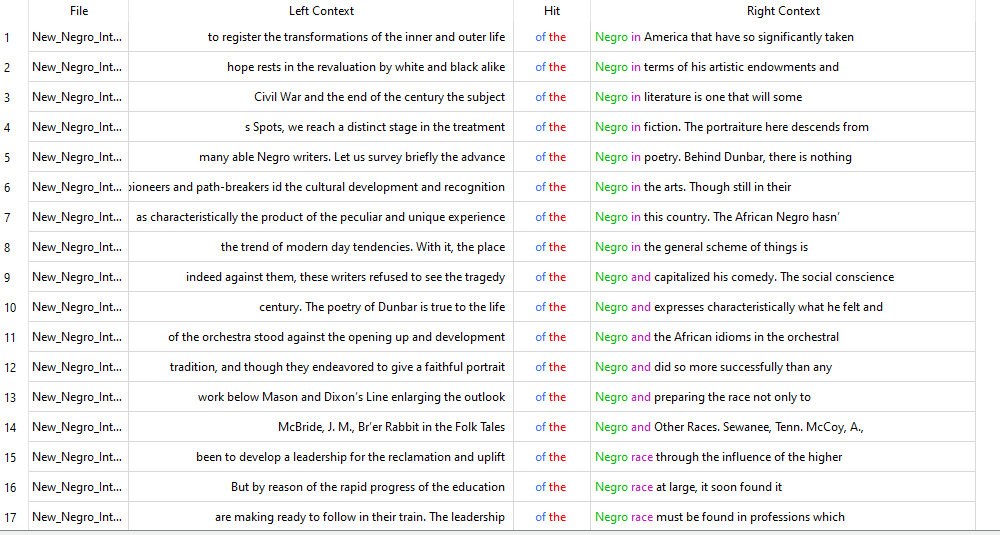 File Left Context Hit Right Context
1 New_Negro_Int... to register the transformations of the inner and outer life of the Negro in America that have so significantly taken
2 New_Negro_Int... hope rests in the revaluation by white and black alike of the Negro in terms of his artistic endowments and
3 New_Negro_Int... Civil War and the end of the century the subject of the Negro in literature is one that will some
4 New_Negro_Int... s Spots, we reach a distinct stage in the treatment of the Negro in fiction. The portraiture here descends from
5 New_Negro_Int... many able Negro writers. Let us survey briefly the advance of the Negro in poetry. Behind Dunbar, there is nothing
6 New_Negro_Int... pioneers and path-breakers id the cultural development and recognition of the Negro in the arts. Though still in their
7 New_Negro_Int... as characteristically the product of the peculiar and unique experience of the Negro in this country. The African Negro hasn’
8 New_Negro_Int... the trend of modern day tendencies. With it, the place of the Negro in the general scheme of things is
9 New_Negro_Int... indeed against them, these writers refused to see the tragedy of the Negro and capitalized his comedy. The social conscience
10 New_Negro_Int... century. The poetry of Dunbar is true to the life of the Negro and expresses characteristically what he felt and
11 New_Negro_Int... of the orchestra stood against the opening up and development of the Negro and the African idioms in the orchestral
12 New_Negro_Int... tradition, and though they endeavored to give a faithful portrait of the Negro and did so more successfully than any
13 New_Negro_Int... work below Mason and Dixon’s Line enlarging the outlook of the Negro and preparing the race not only to
14 New_Negro_Int... McBride, J. M., Br’er Rabbit in the Folk Tales of the Negro and Other Races. Sewanee, Tenn. McCoy, A.,
15 New_Negro_Int... been to develop a leadership for the reclamation and uplift of the Negro race through the influence of the higher
16 New_Negro_Int... But by reason of the rapid progress of the education of the Negro race at large, it soon found it
17 New_Negro_Int... are making ready to follow in their train. The leadership of the Negro race must be found in professions which